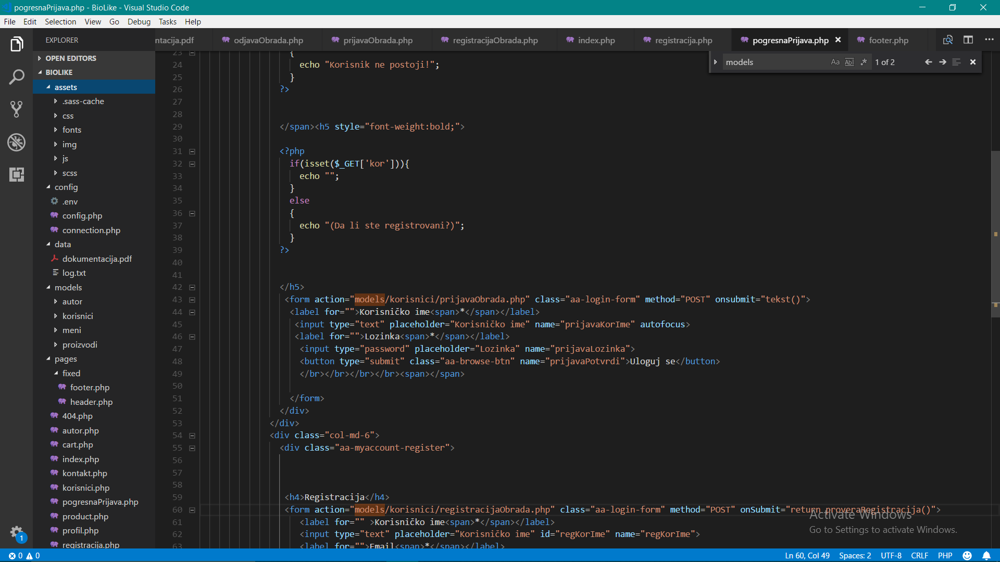 pogresnaPrijava.php - BioLike - Visual Studio Code
File Edit Selection View Go Debug Tasks Help
EXPLORER
ntacija.pdf odjavaObrada.php prijavaObrada.php registracijaObrada.php index.php registracija.php pogresnaPrijava.php footer.php
models Aa Abl .* 1 of 2
OPEN EDITORS
BIOLIKE
assets
.sass-cache
css
fonts
img
js
scss
config
.env
config.php
connection.php
data
dokumentacija.pdf
log.txt
models
autor
korisnici
meni
proizvodi
pages
fixed
footer.php
header.php
404.php
autor.php
cart.php
index.php
kontakt.php
korisnici.php
pogresnaPrijava.php
product.php
profil.php
registracija.php
1
23 {
24 echo "Korisnik ne postoji!";
25 }
26 ?>
27
28
29 </span><h5 style="font-weight:bold;">
30
31 <?php
32 if(isset($_GET['kor'])){
33 echo "";
34 }
35 else
36 {
37 echo "(Da li ste registrovani?)";
38 }
39 ?>
40
41
42 </h5>
43 <form action="models/korisnici/prijavaObrada.php" class="aa-login-form" method="POST" onsubmit="tekst()">
44 <label for="">Korisničko ime<span>*</span></label>
45 <input type="text" placeholder="Korisničko ime" name="prijavaKorIme" autofocus>
46 <label for="">Lozinka<span>*</span></label>
47 <input type="password" placeholder="Lozinka" name="prijavaLozinka">
48 <button type="submit" class="aa-browse-btn" name="prijavaPotvrdi">Uloguj se</button>
49 </br></br></br></br><span></span>
50
51 </form>
52 </div>
53 </div>
54 <div class="col-md-6">
55 <div class="aa-myaccount-register">
56
57
58
59 <h4>Registracija</h4>
60 <form action="models/korisnici/registracijaObrada.php" class="aa-login-form" method="POST" onSubmit="return proveraRegistracija()">
61 <label for="" >Korisničko ime<span>*</span></label>
62 <input type="text" placeholder="Korisničko ime" id="regKorIme" name="regKorIme">
63 <label for="">Email<span>*</span></label>
Activate Windows
Go to Settings to activate Windows.
0 0 Ln 60, Col 49 Spaces: 2 UTF-8 CRLF PHP